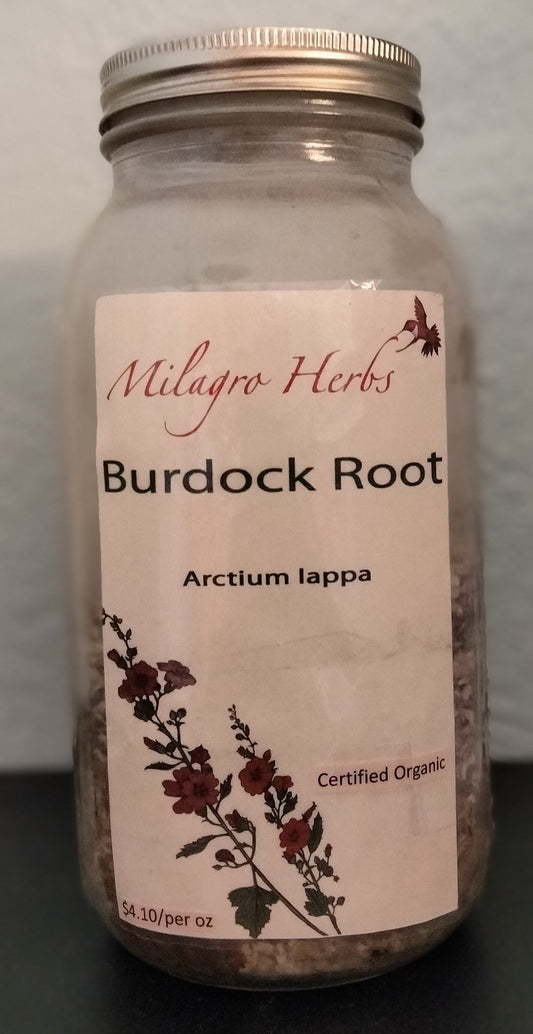 Milagro Herbs
Burdock Root
Arctium lappa
Certified Organic
$4.10/per oz